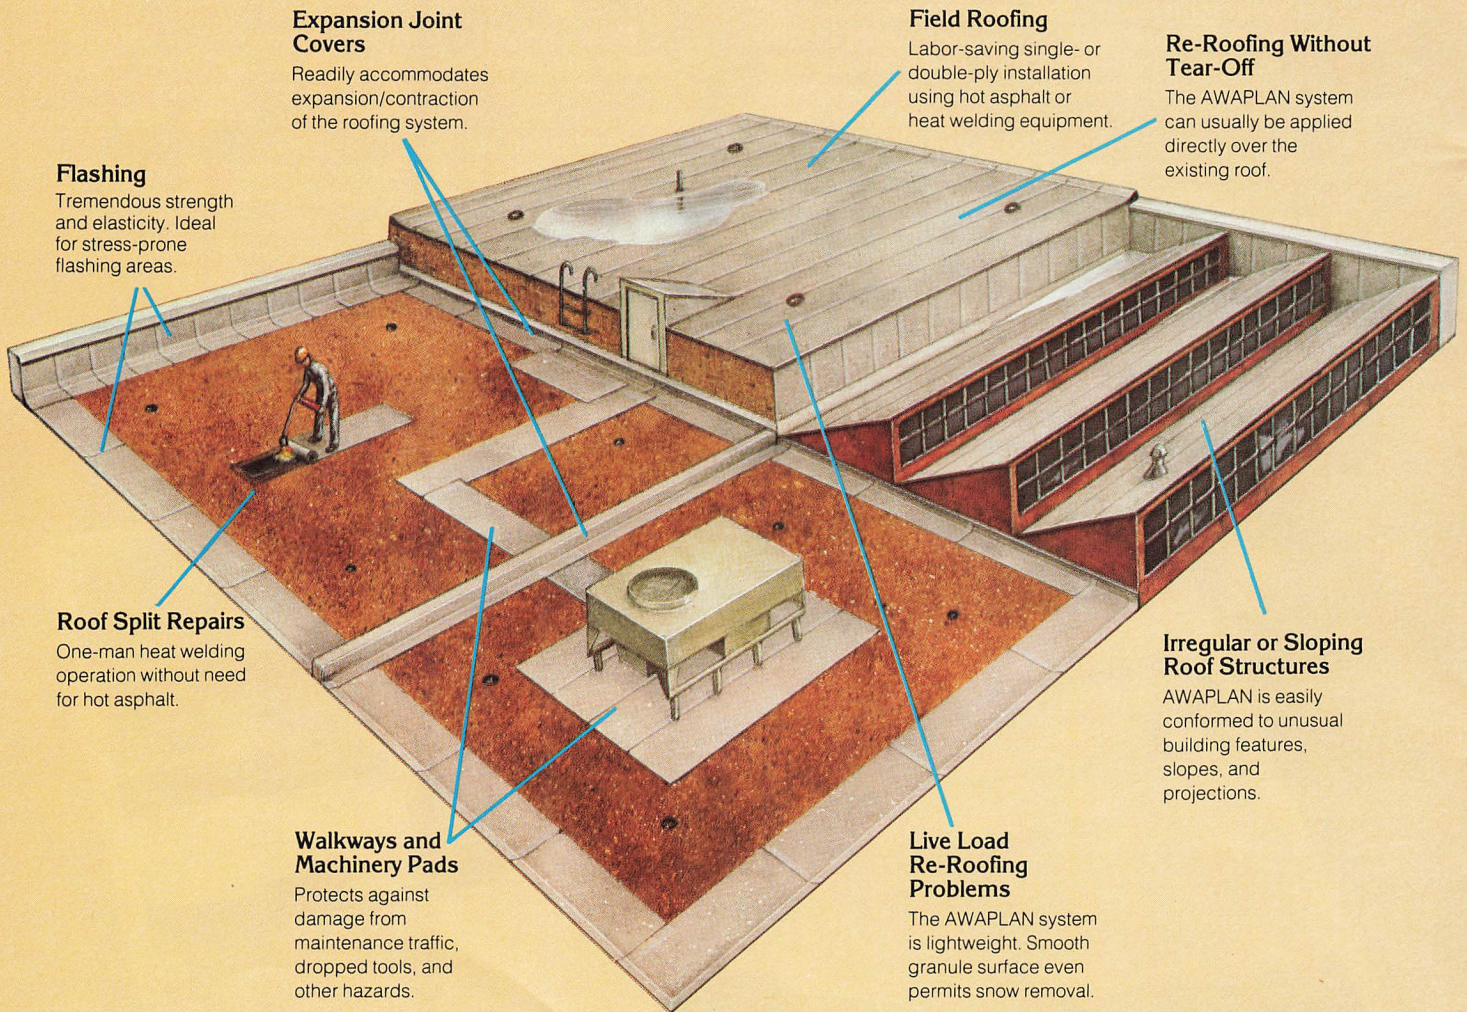 Expansion Joint
Covers
Readily accommodates
expansion/contraction
of the roofing system.
Field Roofing
Labor-saving single- or
double-ply installation
using hot asphalt or
heat welding equipment.
Re-Roofing Without
Tear-Off
The AWAPLAN system
can usually be applied
directly over the
existing roof.
Flashing
Tremendous strength
and elasticity. Ideal
for stress-prone
flashing areas.
Roof Split Repairs
One-man heat welding
operation without need
for hot asphalt.
Irregular or Sloping
Roof Structures
AWAPLAN is easily
conformed to unusual
building features,
slopes, and
projections.
Walkways and
Machinery Pads
Protects against
damage from
maintenance traffic,
dropped tools, and
other hazards.
Live Load
Re-Roofing
Problems
The AWAPLAN system
is lightweight. Smooth
granule surface even
permits snow removal.